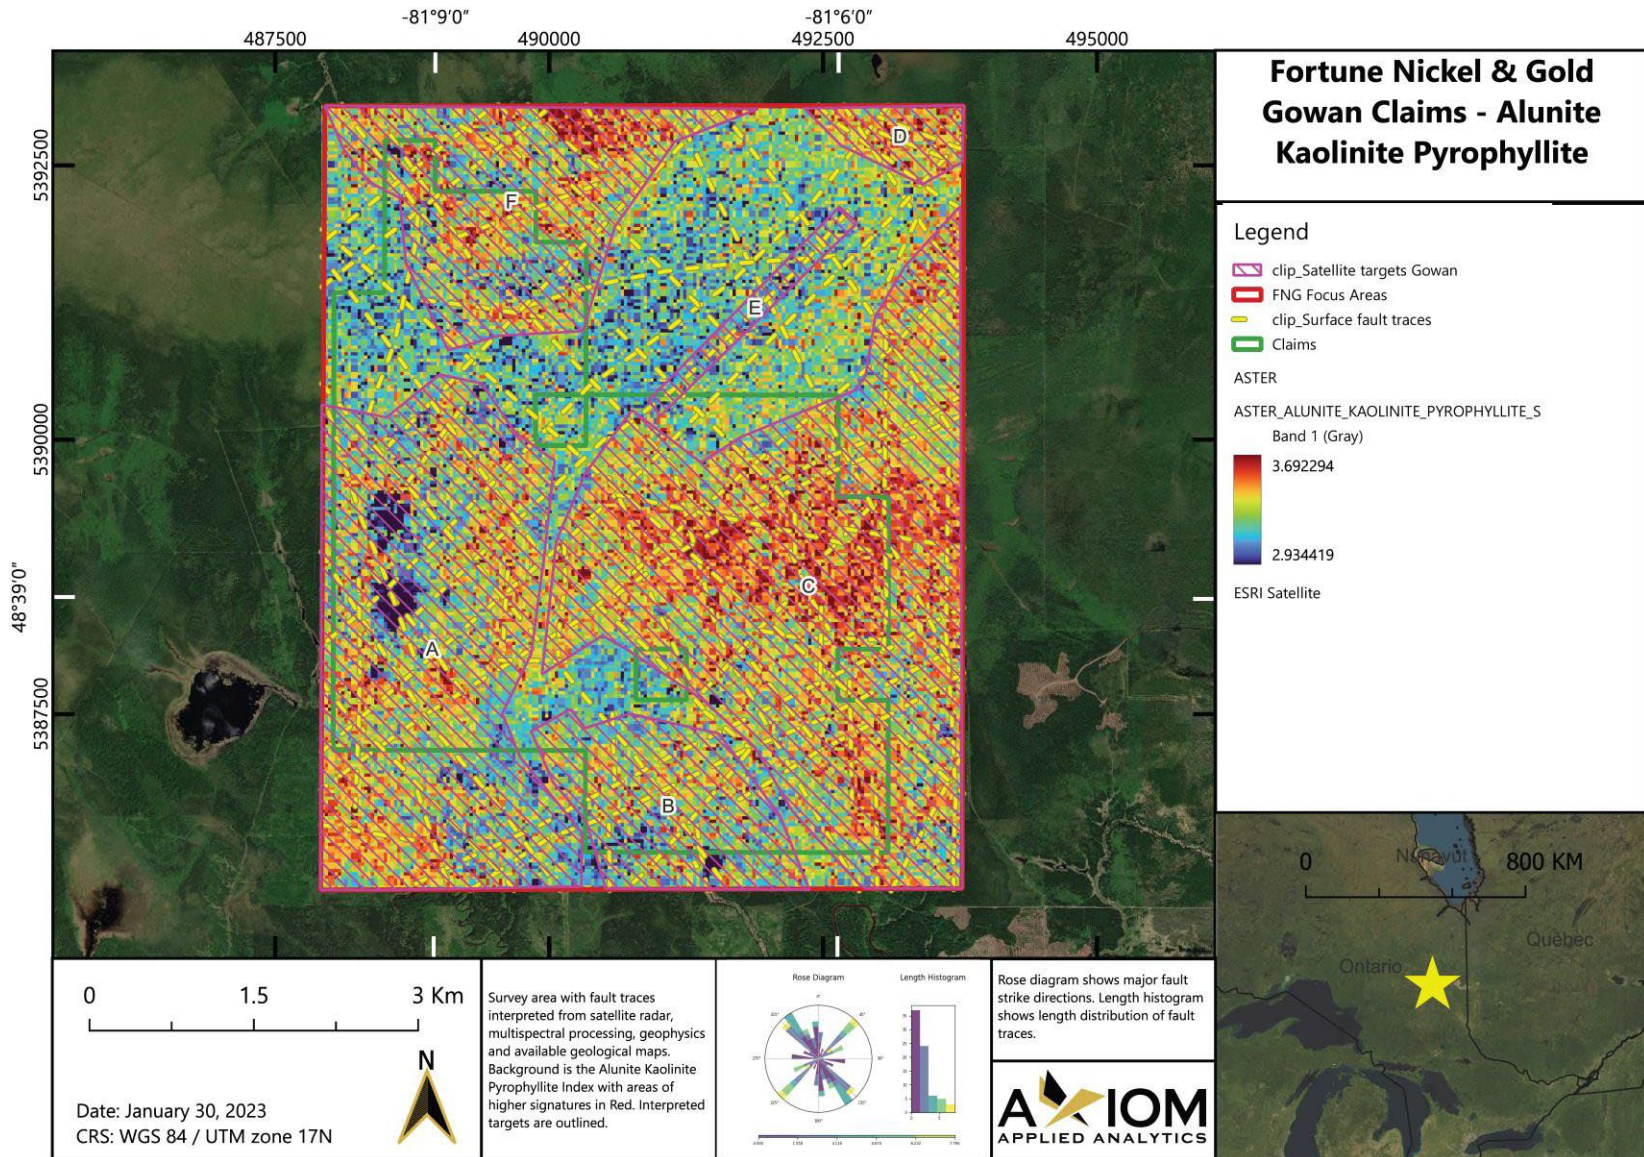 -81°9′0″
-81°6′0″
487500
490000
492500
495000
Fortune Nickel & Gold
Gowan Claims - Alunite
Kaolinite Pyrophyllite
5392500
5390000
48°39′0″
5387500
D
F
E
C
A
B
Legend
clip_Satellite targets Gowan
FNG Focus Areas
clip_Surface fault traces
Claims
ASTER
ASTER_ALUNITE_KAOLINITE_PYROPHYLLITE_S
Band 1 (Gray)
3.692294
2.934419
ESRI Satellite
0
800 KM
Nunavut
Québec
Ontario
0
1.5
3 Km
N
Date: January 30, 2023
CRS: WGS 84 / UTM zone 17N
Survey area with fault traces
interpreted from satellite radar,
multispectral processing, geophysics
and available geological maps.
Background is the Alunite Kaolinite
Pyrophyllite Index with areas of
higher signatures in Red. Interpreted
targets are outlined.
Rose Diagram
Length Histogram
Rose diagram shows major fault
strike directions. Length histogram
shows length distribution of fault
traces.
AXIOM
APPLIED ANALYTICS